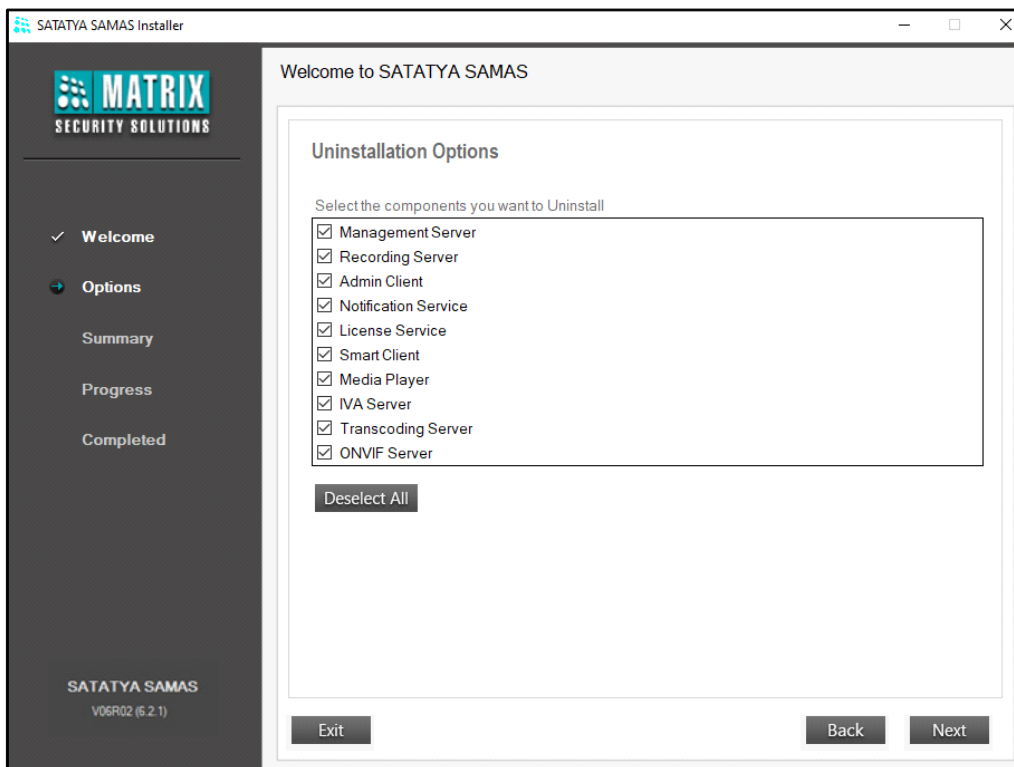 SATATYA SAMAS Installer
MATRIX
SECURITY SOLUTIONS
Welcome
Options
Summary
Progress
Completed
SATATYA SAMAS
V06R02 (6.2.1)
Welcome to SATATYA SAMAS
Uninstallation Options
Select the components you want to Uninstall
Management Server
Recording Server
Admin Client
Notification Service
License Service
Smart Client
Media Player
IVA Server
Transcoding Server
ONVIF Server
Deselect All
Exit
Back
Next